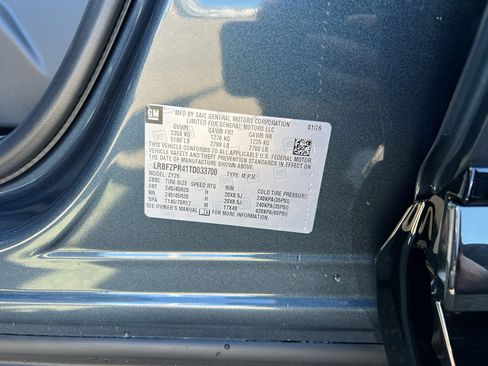 GM
MFD BY SAIC GENERAL MOTORS CORPORATION
LIMITED FOR:GENERAL MOTORS LLC
01/26
GVWR GAWR FRT GAWR RR
2350 KG 1270 KG 1225 KG
5180 LB 2799 LB 2700 LB
THIS VEHICLE CONFORMS TO ALL APPLICABLE U.S. FEDERAL MOTOR
VEHICLE SAFETY AND THEFT PREVENTION STANDARDS IN EFFECT ON THE
DATE OF MANUFACTURE SHOWN ABOVE.
LRBFZPR41TD033700 TYPE: M.P.V.
MODEL: ZY26
ZBBC TIRE SIZE SPEED RTG RIM COLD TIRE PRESSURE
FRT 245/45R20 H 20X8.5J 240KPA(35PSI)
RR 245/45R20 H 20X8.5J 240KPA(35PSI)
SPA T145/70R17 M 17X4B 420KPA(60PSI)
SEE OWNER'S MANUAL FOR MORE INFORMATION.